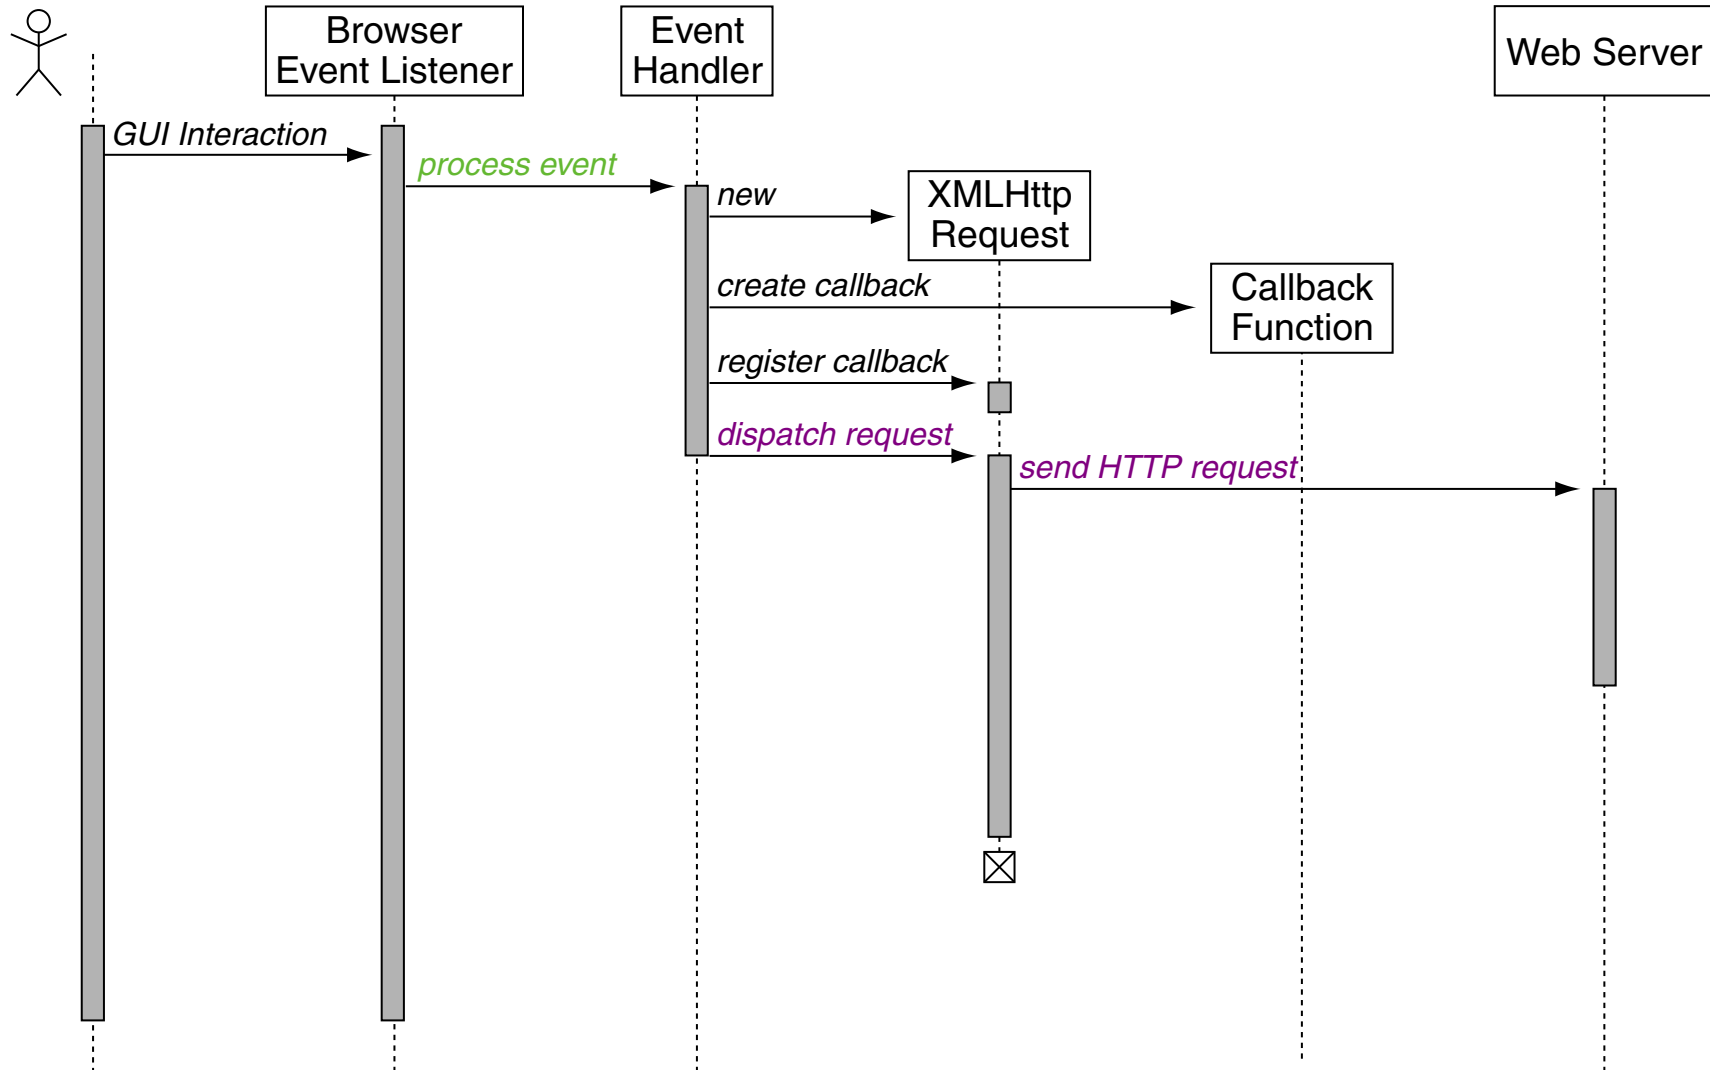 Browser
Event Listener
Event
Handler
Web Server
GUI Interaction
process event
new
XMLHttp
Request
create callback
Callback
Function
register callback
dispatch request
send HTTP request